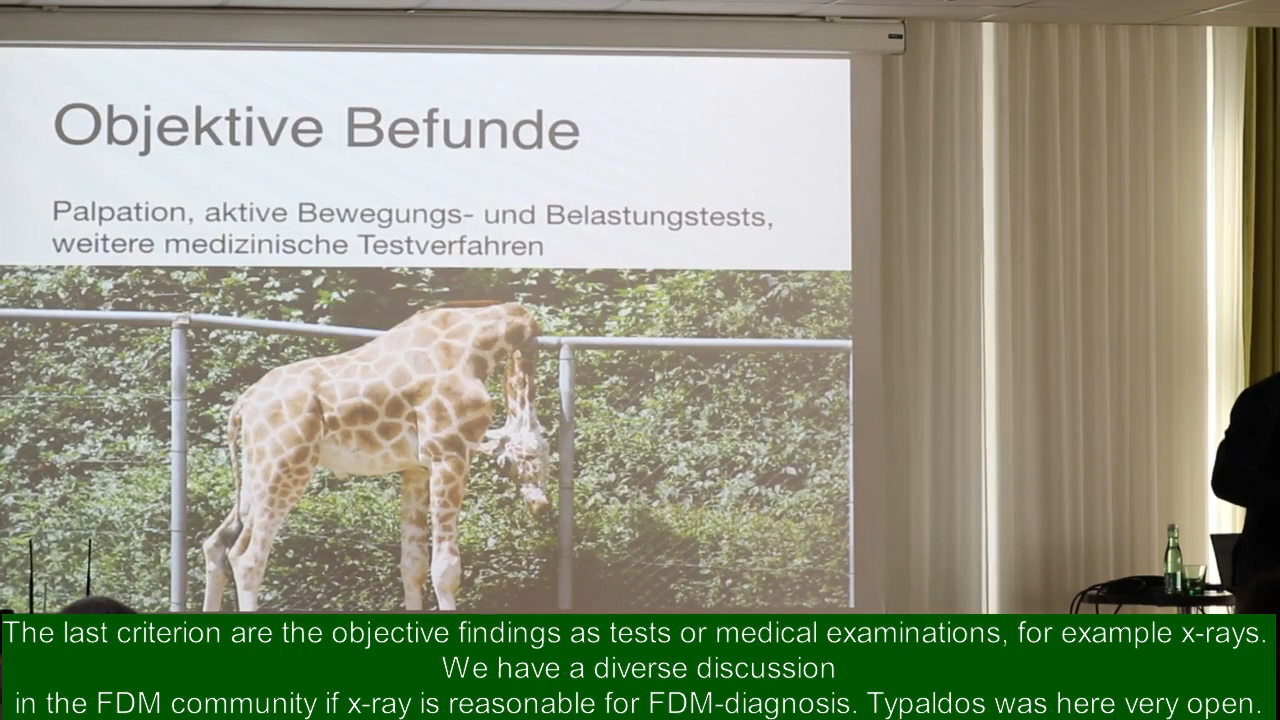 Objektive Befunde
Palpation, aktive Bewegungs- und Belastungstests,
weitere medizinische Testverfahren
The last criterion are the objective findings as tests or medical examinations, for example x-rays.
We have a diverse discussion
in the FDM community if x-ray is reasonable for FDM-diagnosis. Typaldos was here very open.